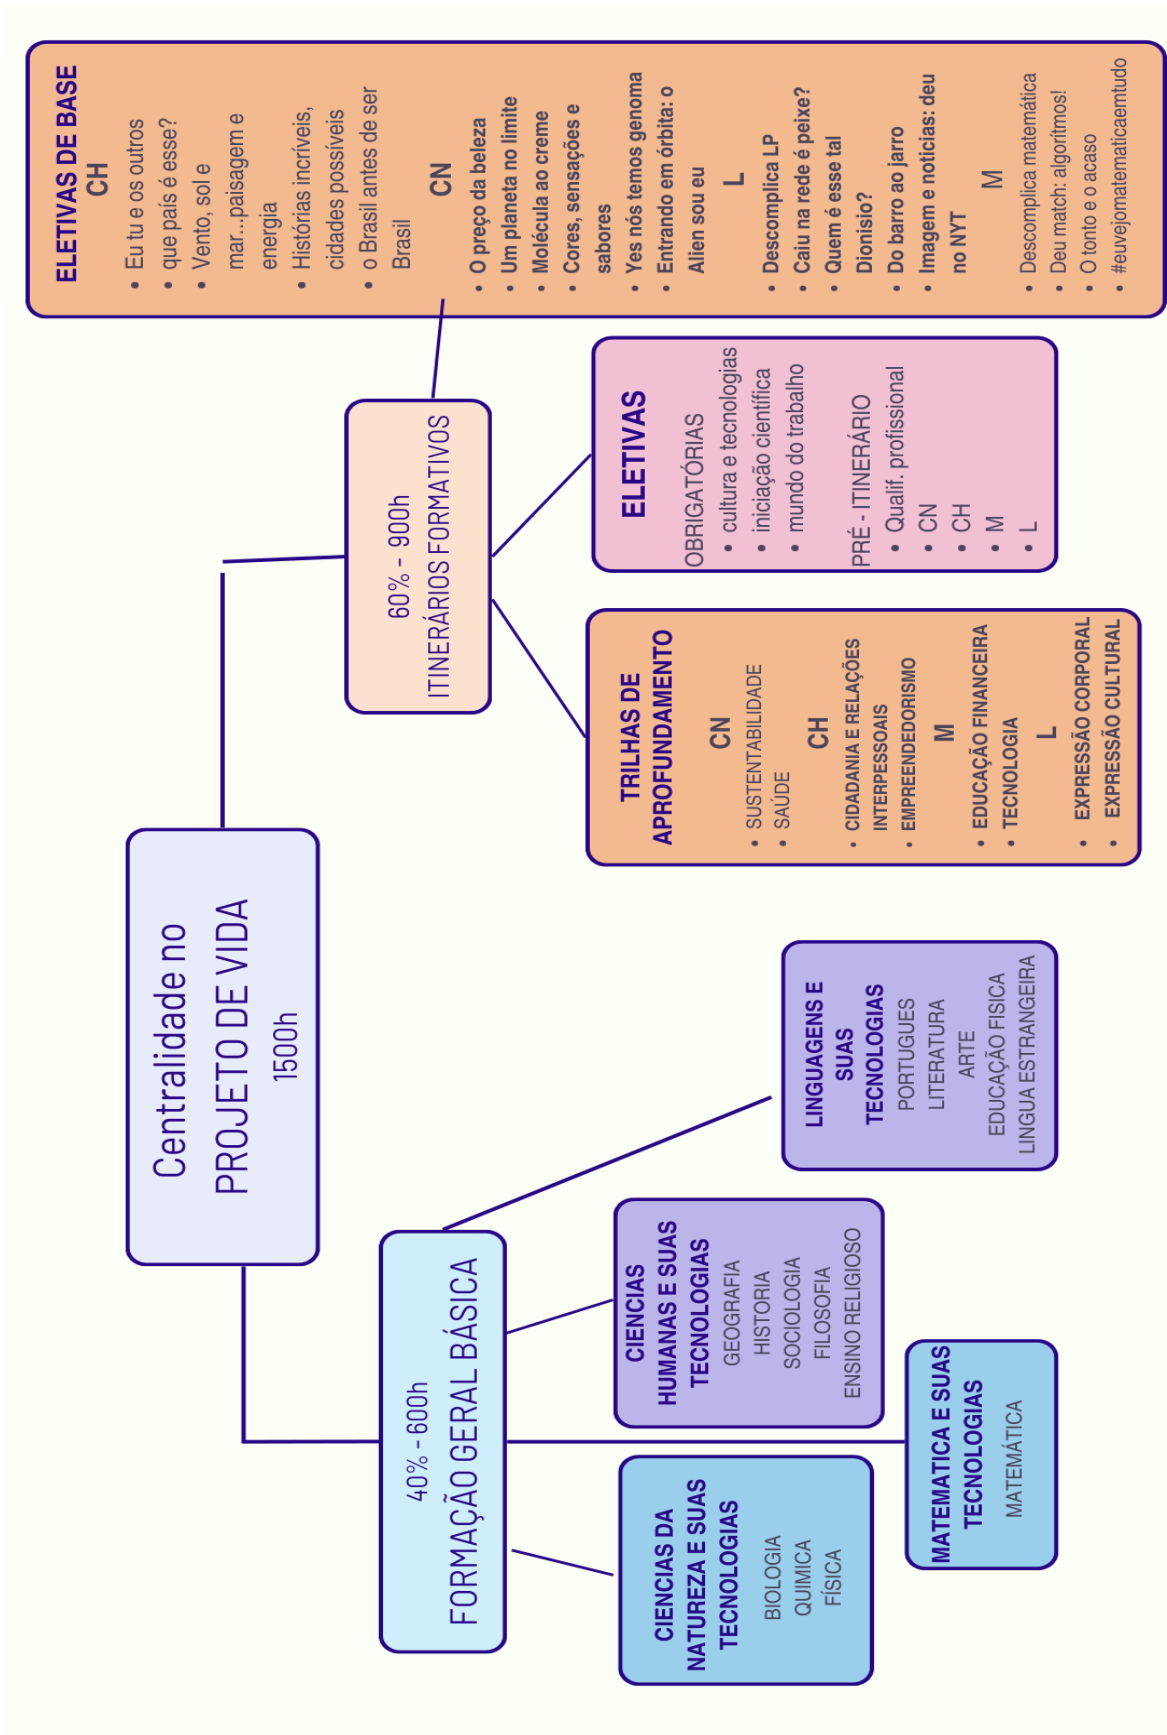 Centralidade no
PROJETO DE VIDA
1500h
40% - 600h
FORMAÇÃO GERAL BÁSICA
CIENCIAS DA
NATUREZA E SUAS
TECNOLOGIAS
BIOLOGIA
QUIMICA
FÍSICA
MATEMATICA E SUAS
TECNOLOGIAS
MATEMÁTICA
CIENCIAS
HUMANAS E SUAS
TECNOLOGIAS
GEOGRAFIA
HISTORIA
SOCIOLOGIA
FILOSOFIA
ENSINO RELIGIOSO
LINGUAGENS E
SUAS
TECNOLOGIAS
PORTUGUES
LITERATURA
ARTE
EDUCAÇÃO FISICA
LINGUA ESTRANGEIRA
60% - 900h
ITINERÁRIOS FORMATIVOS
TRILHAS DE
APROFUNDAMENTO
CN
• SUSTENTABILIDADE
• SAÚDE
CH
• CIDADANIA E RELAÇÕES
INTERPESSOAIS
• EMPREENDEDORISMO
M
• EDUCAÇÃO FINANCEIRA
• TECNOLOGIA
L
• EXPRESSÃO CORPORAL
• EXPRESSÃO CULTURAL
ELETIVAS
OBRIGATÓRIAS
• cultura e tecnologias
• iniciação científica
• mundo do trabalho
PRÉ - ITINERÁRIO
• Qualif. profissional
• CN
• CH
• M
• L
ELETIVAS DE BASE
CH
• Eu tu e os outros
• que país é esse?
• Vento, sol e
mar...paisagem e
energia
• Histórias incríveis,
cidades possíveis
• o Brasil antes de ser
Brasil
CN
• O preço da beleza
• Um planeta no limite
• Molécula ao creme
• Cores, sensações e
sabores
• Yes nós temos genoma
• Entrando em órbita: o
Alien sou eu
L
• Descomplica LP
• Caiu na rede é peixe?
• Quem é esse tal
Dionisio?
• Do barro ao jarro
• Imagem e noticias: deu
no NYT
M
• Descomplica matemática
• Deu match: algorítmos!
• O tonto e o acaso
• #euvejomatematicaemtudo